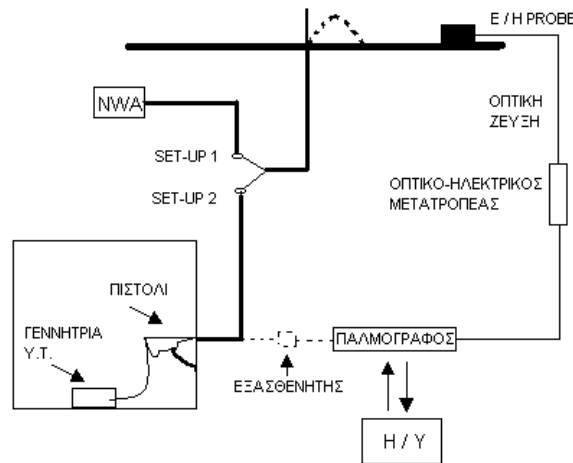 E / H PROBE
NWA
ΟΠΤΙΚΗ
ΖΕΥΞΗ
SET-UP 1
ΟΠΤΙΚΟ-ΗΛΕΚΤΡΙΚΟΣ
ΜΕΤΑΤΡΟΠΕΑΣ
SET-UP 2
ΠΙΣΤΟΛΙ
ΓΕΝΝΗΤΡΙΑ
Υ.Τ.
ΠΑΛΜΟΓΡΑΦΟΣ
ΕΞΑΣΘΕΝΗΤΗΣ
Η / Υ